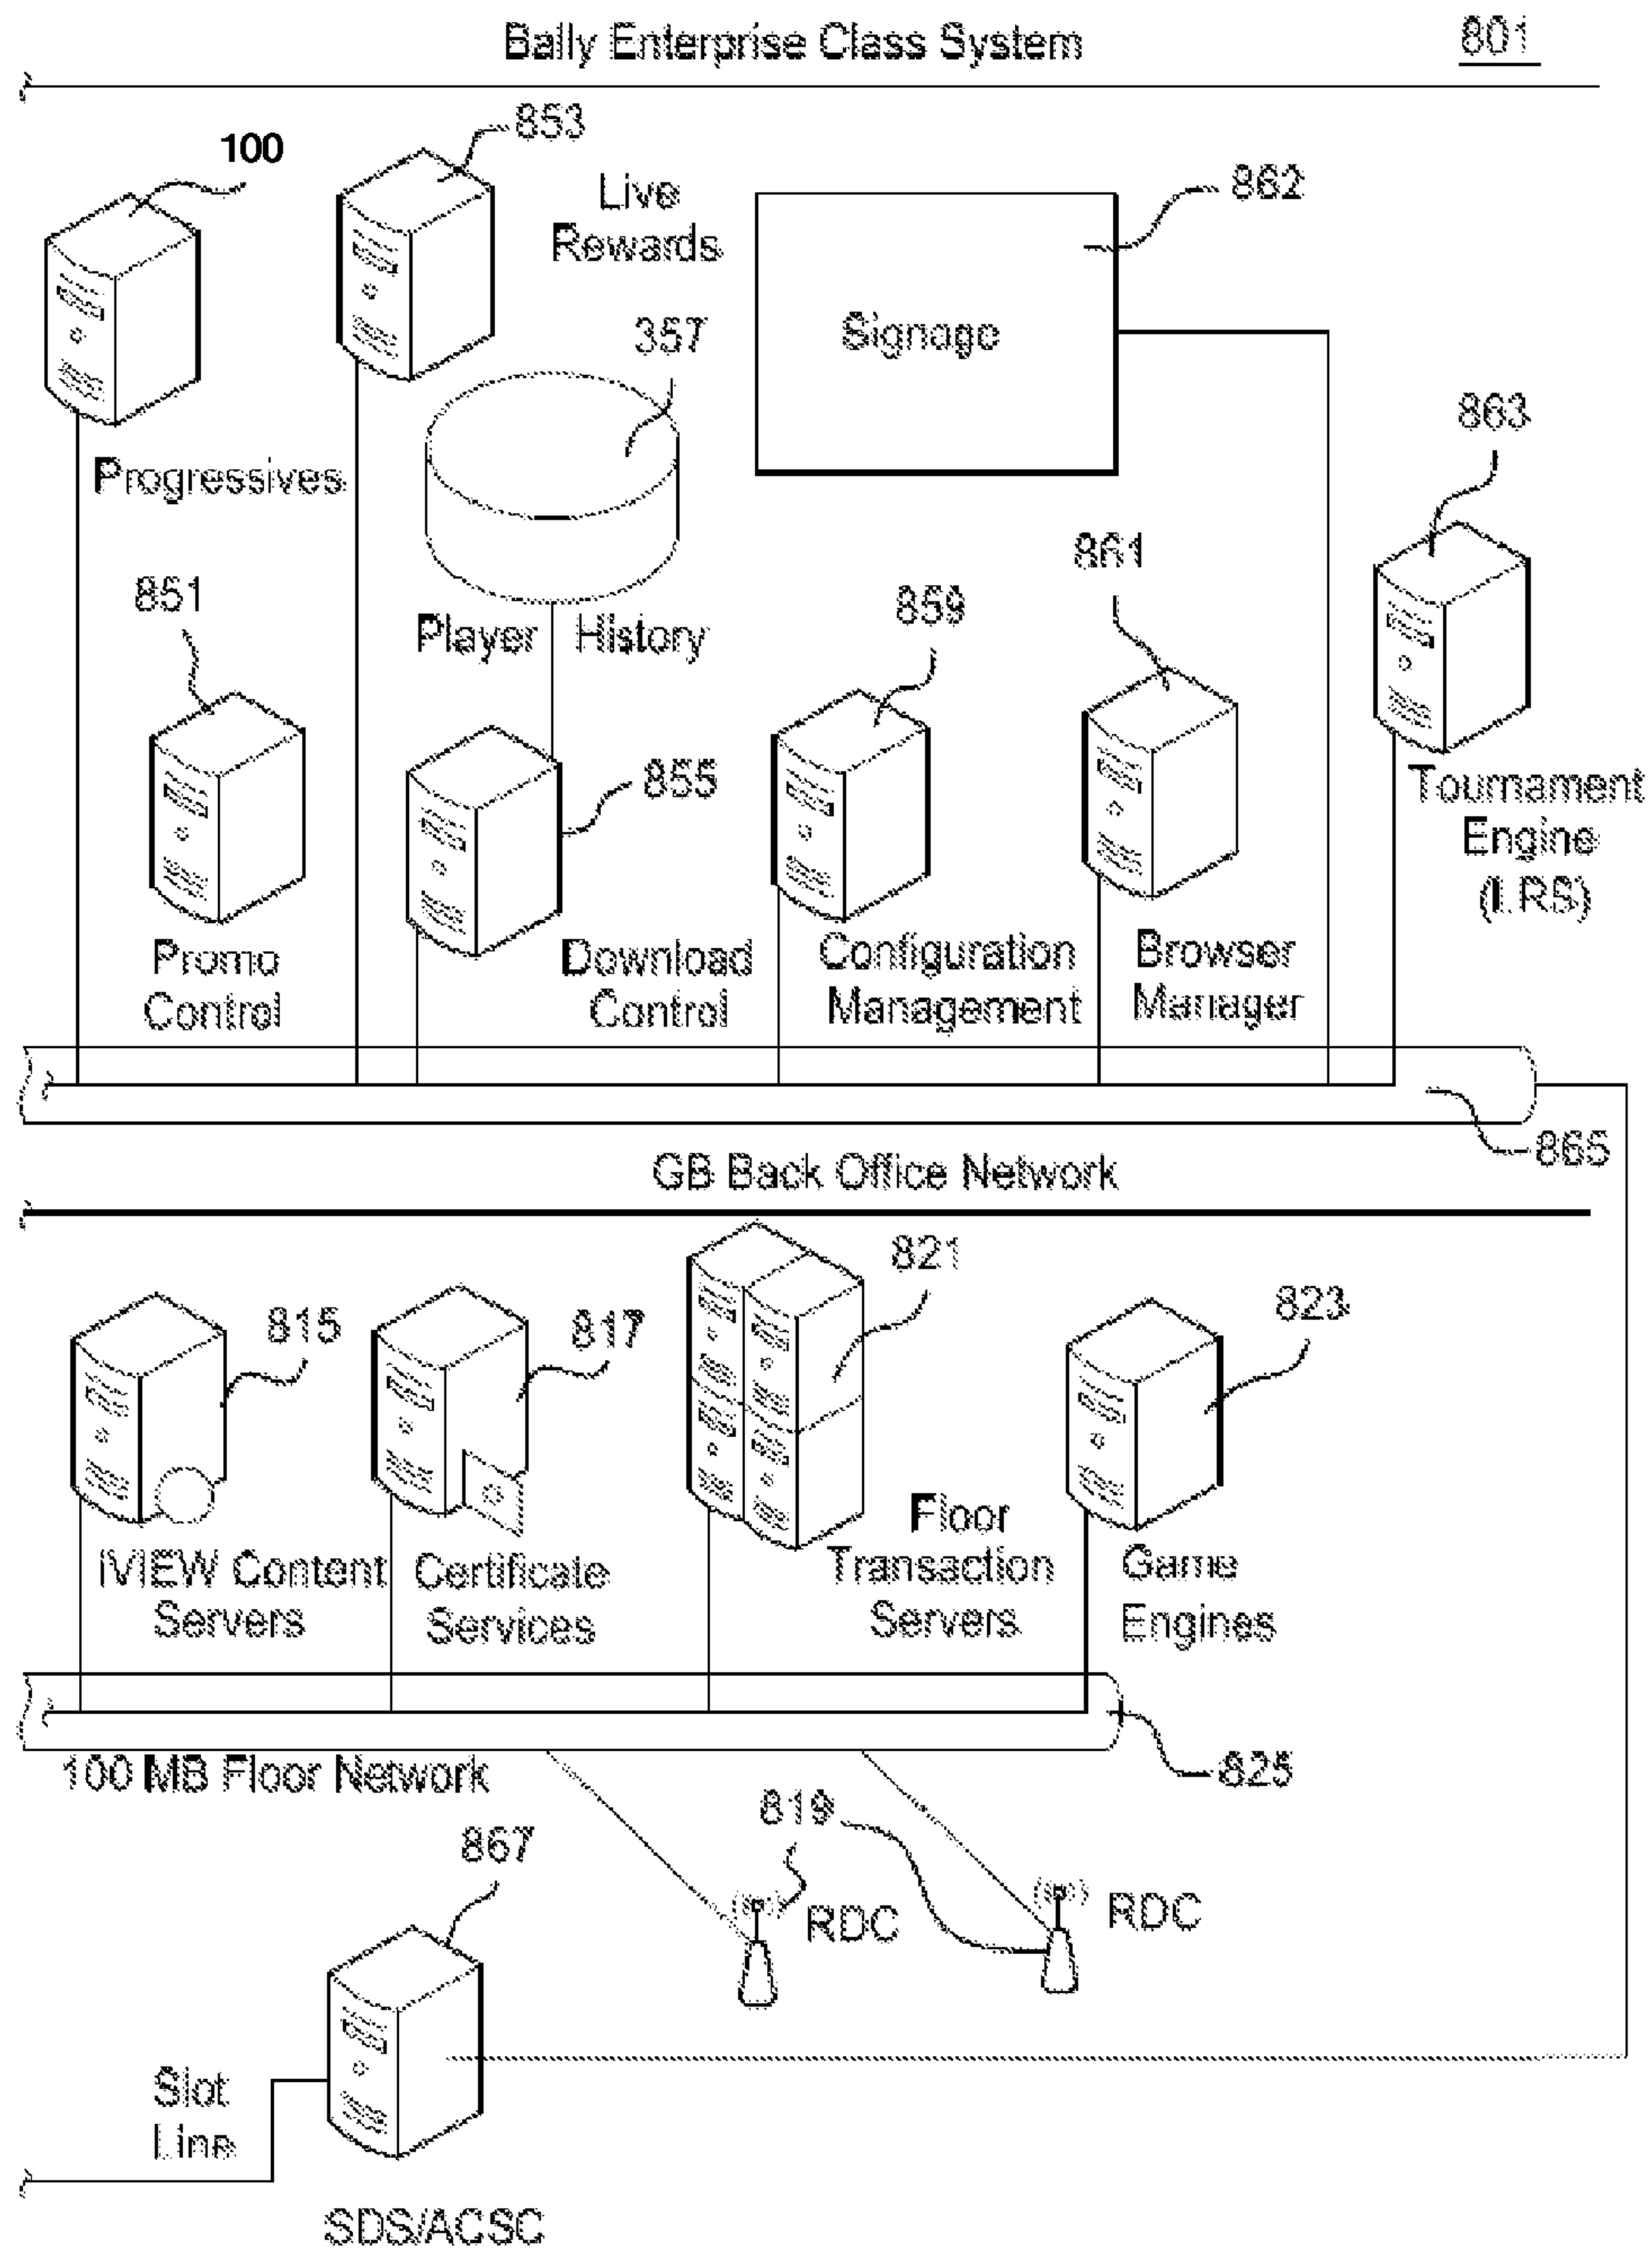 Bally Enterprise Class System
801
100
853
Live
Rewards
862
357
Signage
863
Progressives
851
859
861
Player History
855
Tournament
Engine
(LRS)
Promo
Control
Download
Control
Configuration
Management
Browser
Manager
865
GB Back Office Network
815
817
821
823
IVIEW Content
Servers
Certificate
Services
Floor
Transaction
Servers
Game
Engines
825
100 MB Floor Network
819
867
RDC
RDC
Slot
Line
SDS/ACSC